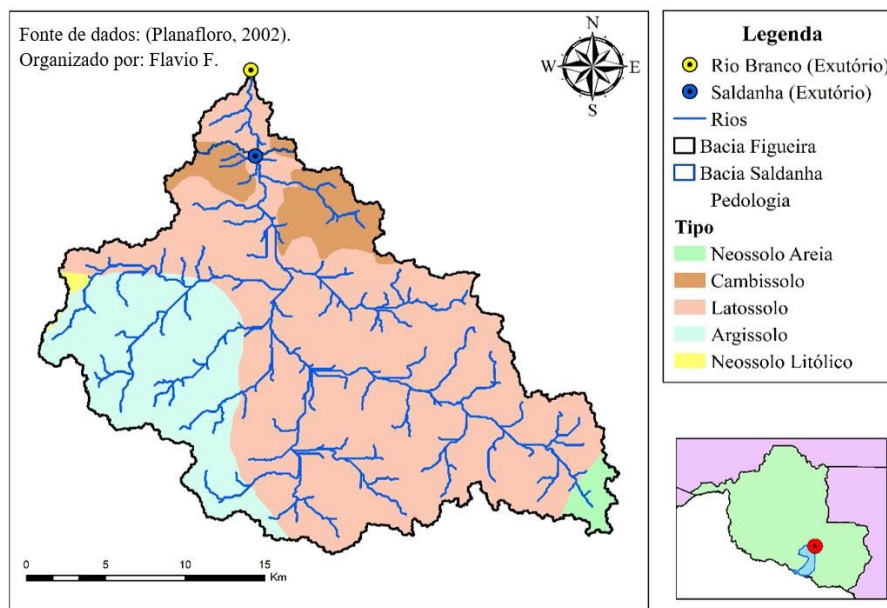 Fonte de dados: (Planafloro, 2002).
Organizado por: Flavio F.
N
W
E
S
0
5
10
15
Km
Legenda
Rio Branco (Exutório)
Saldanha (Exutório)
Rios
Bacia Figueira
Bacia Saldanha
Pedologia
Tipo
Neossolo Areia
Cambissolo
Latossolo
Argissolo
Neossolo Litólico